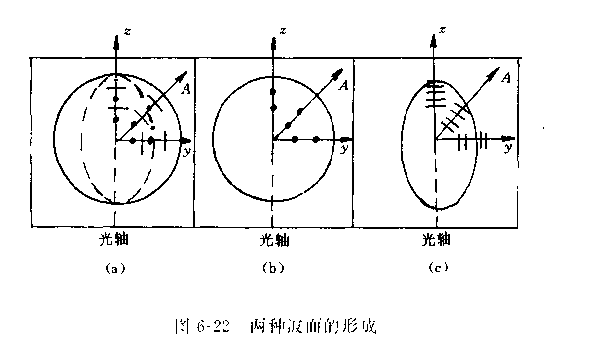 z z z
A A A
y y y
光轴 光轴 光轴
(a) (b) (c)
图 6-22 两种波面的形成